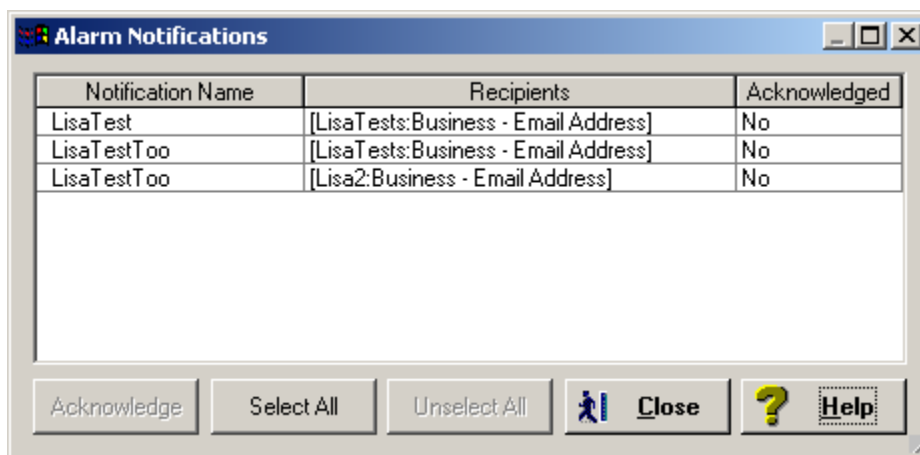 Alarm Notifications
Notification Name Recipients Acknowledged
LisaTest [LisaTests:Business - Email Address] No
LisaTestToo [LisaTests:Business - Email Address] No
LisaTestToo [Lisa2:Business - Email Address] No
Acknowledge Select All Unselect All Close Help